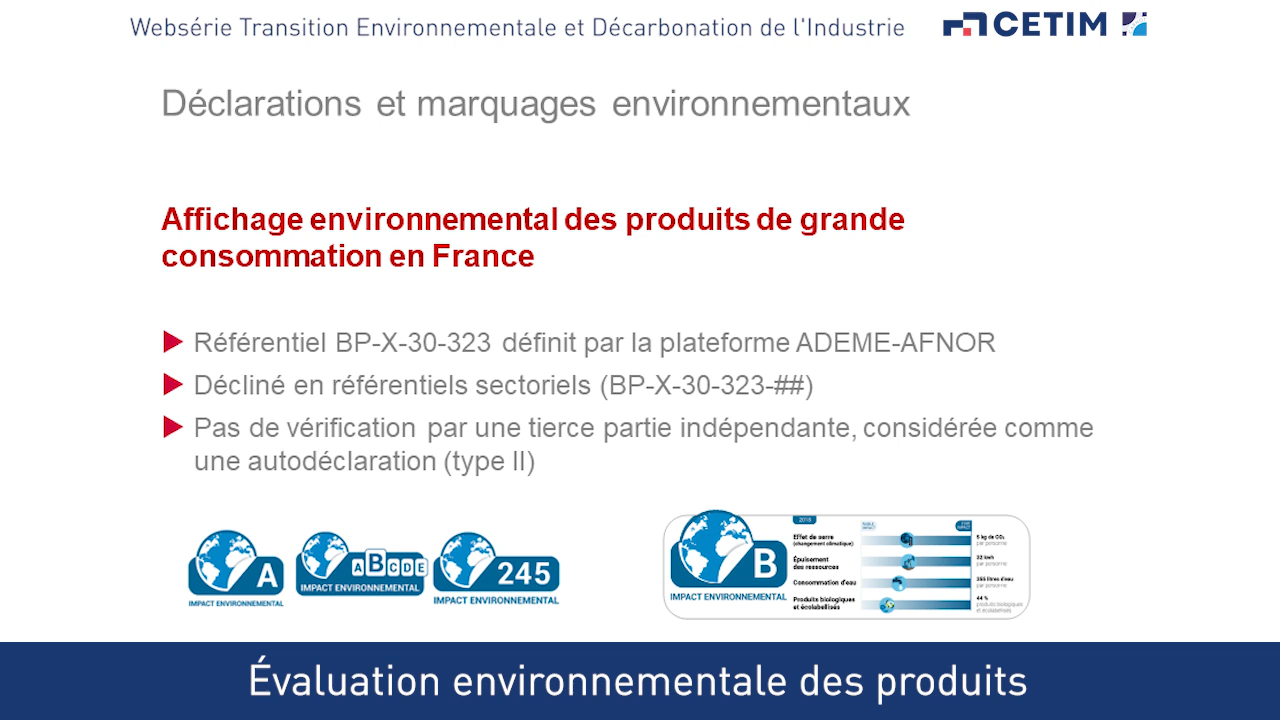 Websérie Transition Environnementale et Décarbonation de l'Industrie
CETIM
Déclarations et marquages environnementaux
Affichage environnemental des produits de grande
consommation en France
Référentiel BP-X-30-323 définit par la plateforme ADEME-AFNOR
Décliné en référentiels sectoriels (BP-X-30-323-##)
Pas de vérification par une tierce partie indépendante, considérée comme
une autodéclaration (type II)
A
IMPACT ENVIRONNEMENTAL
A B C D E
IMPACT ENVIRONNEMENTAL
245
IMPACT ENVIRONNEMENTAL
B
IMPACT ENVIRONNEMENTAL
2018
Effet de serre
(changement climatique)
5 kg de CO₂
par personne
Épuisement
des ressources
32 kwh
par personne
Consommation d'eau
355 litres d'eau
par personne
Produits biologiques
et écolabellisés
44 %
produits biologiques
et écolabellisés
Évaluation environnementale des produits